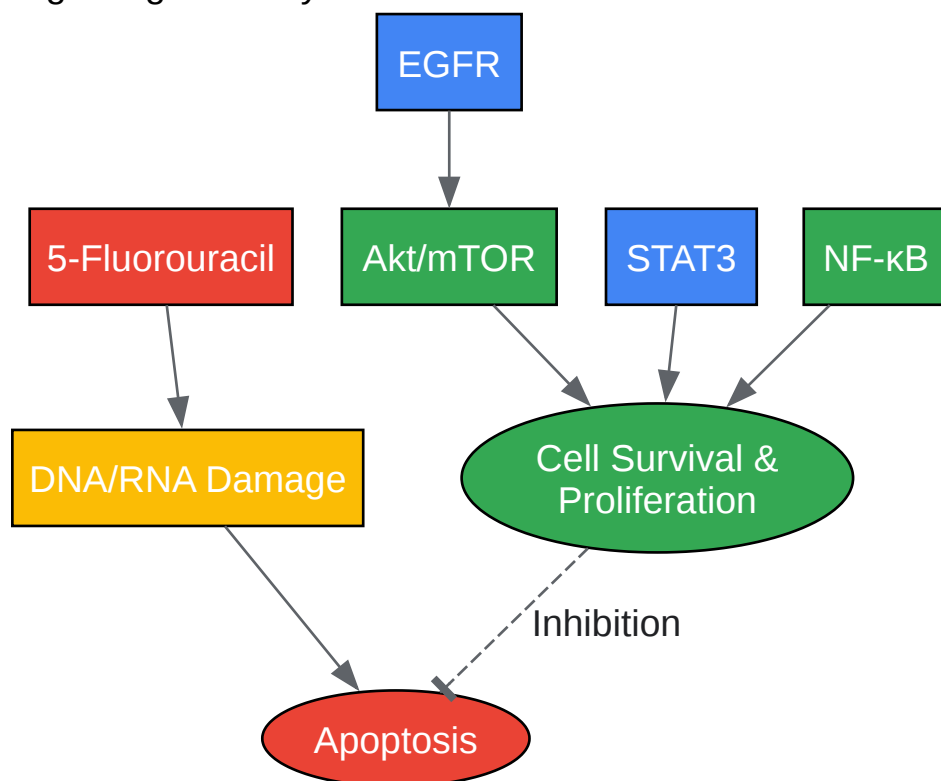 EGFR
5-Fluorouracil
Akt/mTOR
STAT3
NF-κB
DNA/RNA Damage
Cell Survival &
Proliferation
Inhibition
Apoptosis